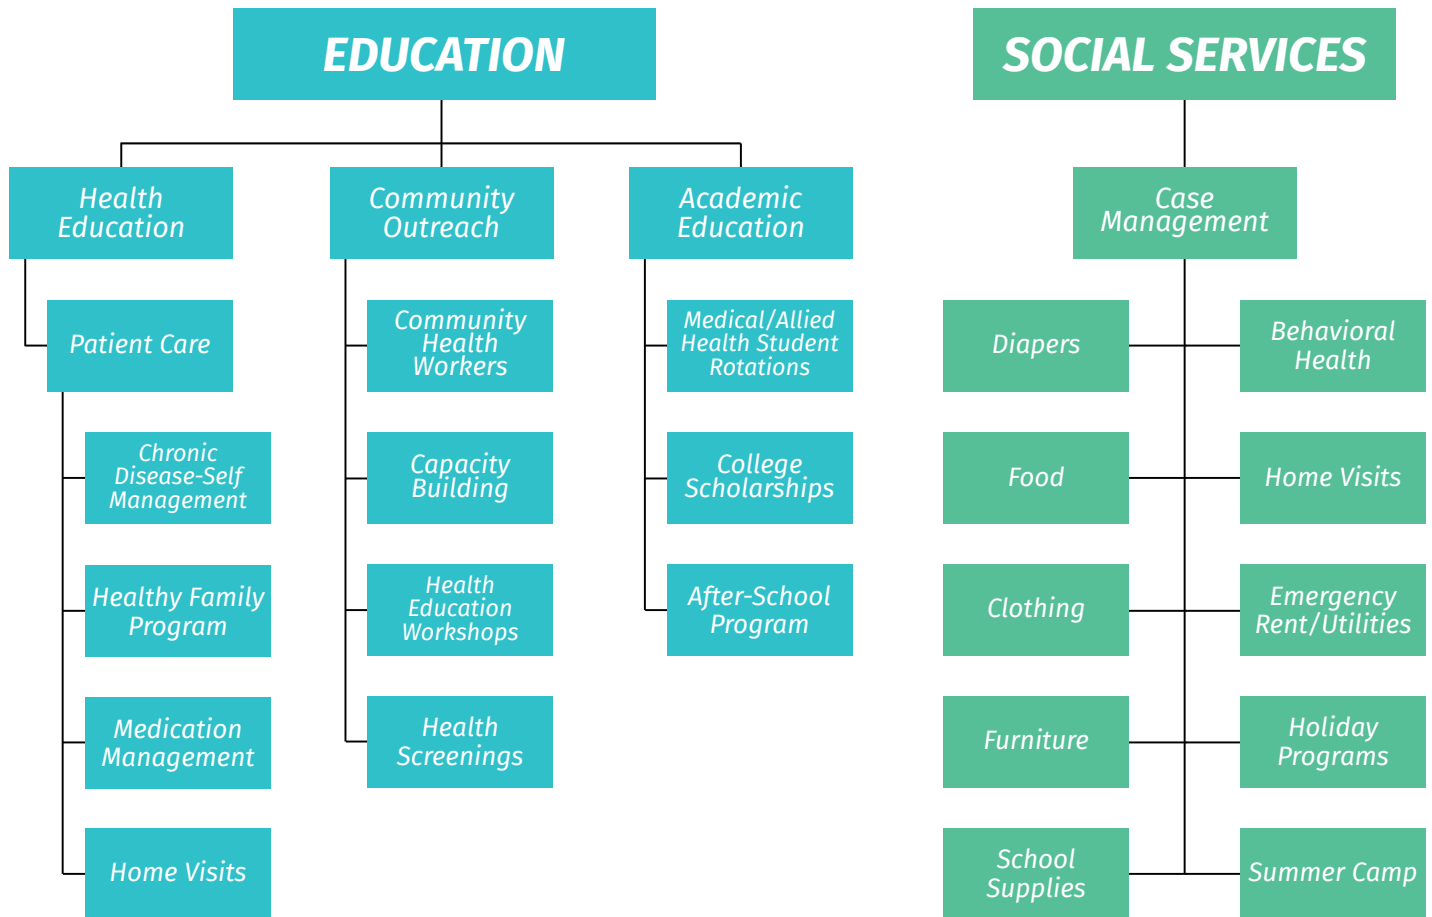 EDUCATION
Health
Education
Patient Care
Chronic
Disease-Self
Management
Healthy Family
Program
Medication
Management
Home Visits
Community
Outreach
Community
Health
Workers
Capacity
Building
Health
Education
Workshops
Health
Screenings
Academic
Education
Medical/Allied
Health Student
Rotations
College
Scholarships
After-School
Program
SOCIAL SERVICES
Case
Management
Diapers
Food
Clothing
Furniture
School
Supplies
Behavioral
Health
Home Visits
Emergency
Rent/Utilities
Holiday
Programs
Summer Camp